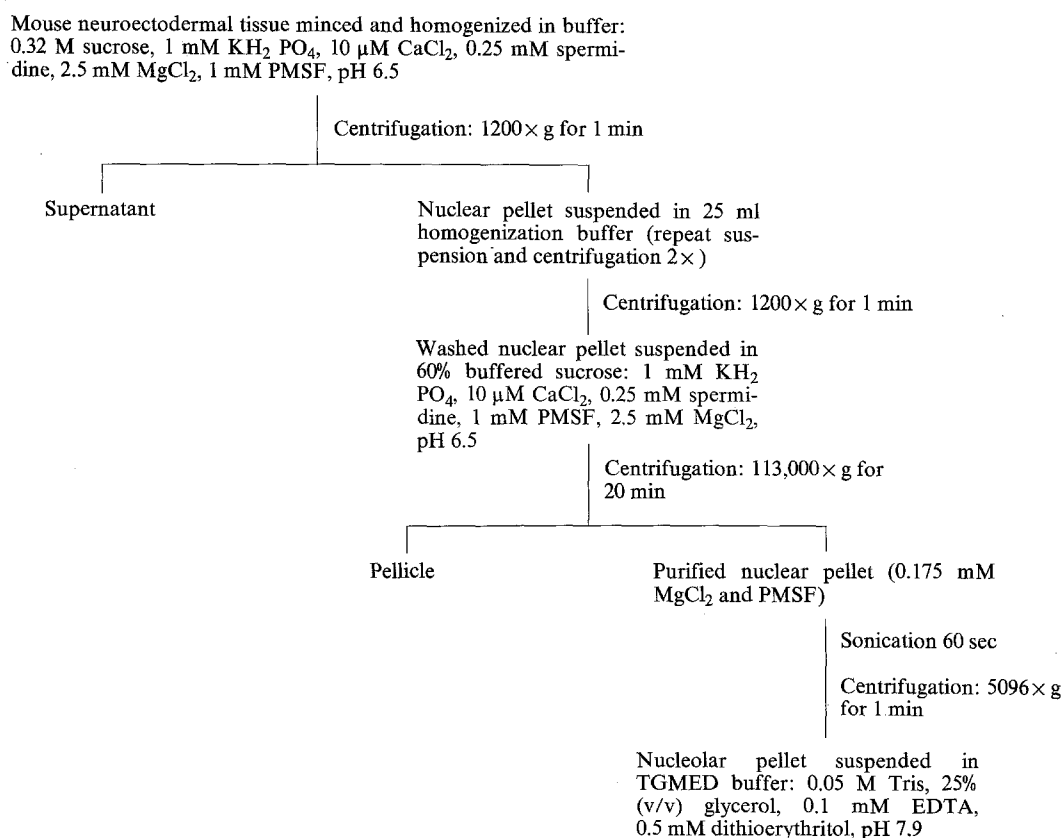 Mouse neuroectodermal tissue minced and homogenized in buffer:
0.32 M sucrose, 1 mM KH₂ PO₄, 10 μM CaCl₂, 0.25 mM spermi-
dine, 2.5 mM MgCl₂, 1 mM PMSF, pH 6.5
Centrifugation: 1200× g for 1 min
Supernatant
Nuclear pellet suspended in 25 ml
homogenization buffer (repeat sus-
pension and centrifugation 2×)
Centrifugation: 1200× g for 1 min
Washed nuclear pellet suspended in
60% buffered sucrose: 1 mM KH₂
PO₄, 10 μM CaCl₂, 0.25 mM spermi-
dine, 1 mM PMSF, 2.5 mM MgCl₂,
pH 6.5
Centrifugation: 113,000× g for
20 min
Pellicle
Purified nuclear pellet (0.175 mM
MgCl₂ and PMSF)
Sonication 60 sec
Centrifugation: 5096× g
for 1 min
Nucleolar pellet suspended in
TGMED buffer: 0.05 M Tris, 25%
(v/v) glycerol, 0.1 mM EDTA,
0.5 mM dithioerythritol, pH 7.9